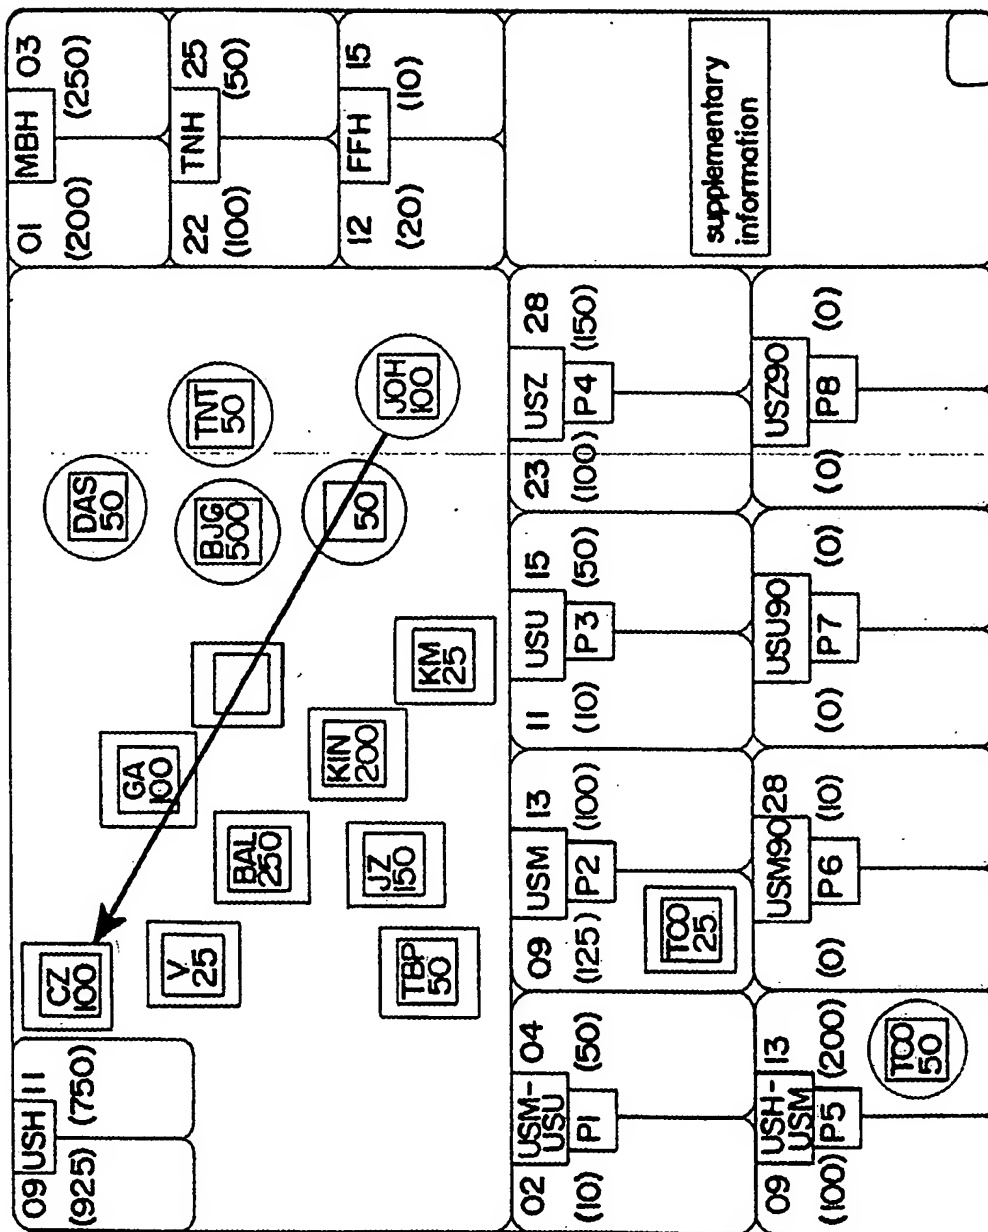 09 USH 11
(925) (750)
CZ
100
V
25
TBP
50
GA
100
BAL
250
JZ
150
KIN
200
KM
25
DAS
50
BJG
500
TNT
50
50
JOH
100
01 MBH 03
(200) (250)
22 TNH 25
(100) (50)
12 FFH 15
(20) (10)
02 USM-USU 04
(10) P1 (50)
09 USM 13
(125) P2 (100)
TCO
25
11 USU 15
(10) P3 (50)
23 USZ 28
(100) P4 (150)
09 USH-USM 13
(100) P5 (200)
TCO
50
USM90 28
(0) P6 (10)
USU90
(0) P7 (0)
USZ90
(0) P8 (0)
supplementary
information